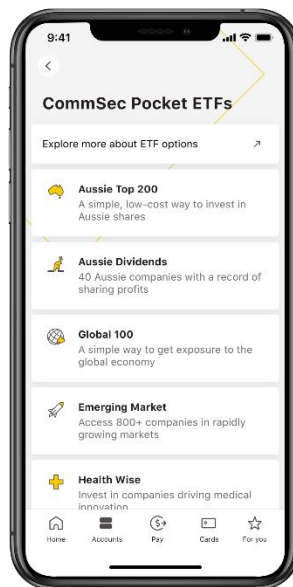 9:41
CommSec Pocket ETFs
Explore more about ETF options
Aussie Top 200
A simple, low-cost way to invest in
Aussie shares
Aussie Dividends
40 Aussie companies with a record of
sharing profits
Global 100
A simple way to get exposure to the
global economy
Emerging Market
Access 800+ companies in rapidly
growing markets
Health Wise
Invest in companies driving medical
innovation
Home
Accounts
Pay
Cards
For you